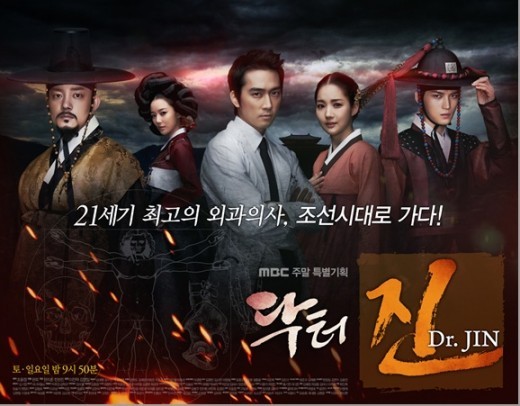 21세기 최고의 외과의사, 조선시대로 가다!
MBC 주말 특별기획
닥터 진
Dr. JIN
토·일요일 밤 9시 50분